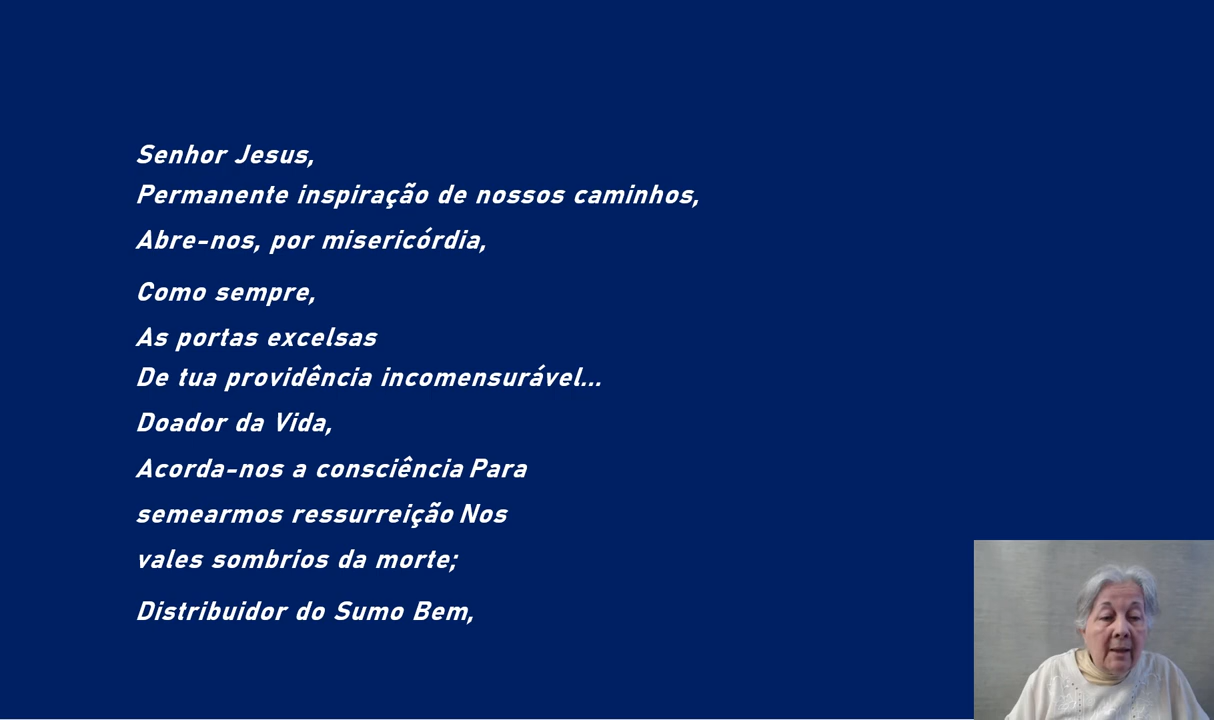 Senhor Jesus,
Permanente inspiração de nossos caminhos,
Abre-nos, por misericórdia,
Como sempre,
As portas excelsas
De tua providência incomensurável...
Doador da Vida,
Acorda-nos a consciência Para
semearmos ressurreição Nos
vales sombrios da morte;
Distribuidor do Sumo Bem,